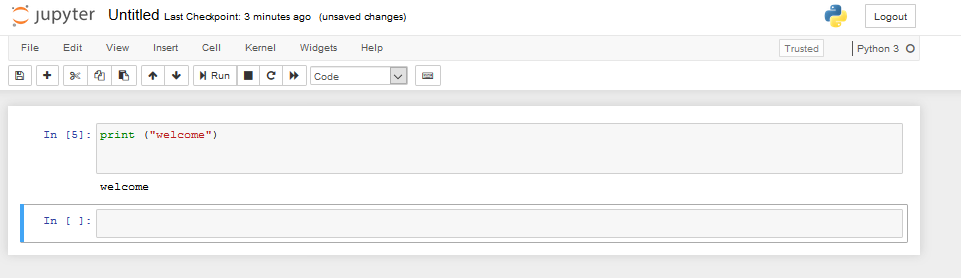 jupyter Untitled Last Checkpoint: 3 minutes ago (unsaved changes) Logout
File Edit View Insert Cell Kernel Widgets Help Trusted Python 3
Run Code
In [5]: print ("welcome")
welcome
In [ ]: